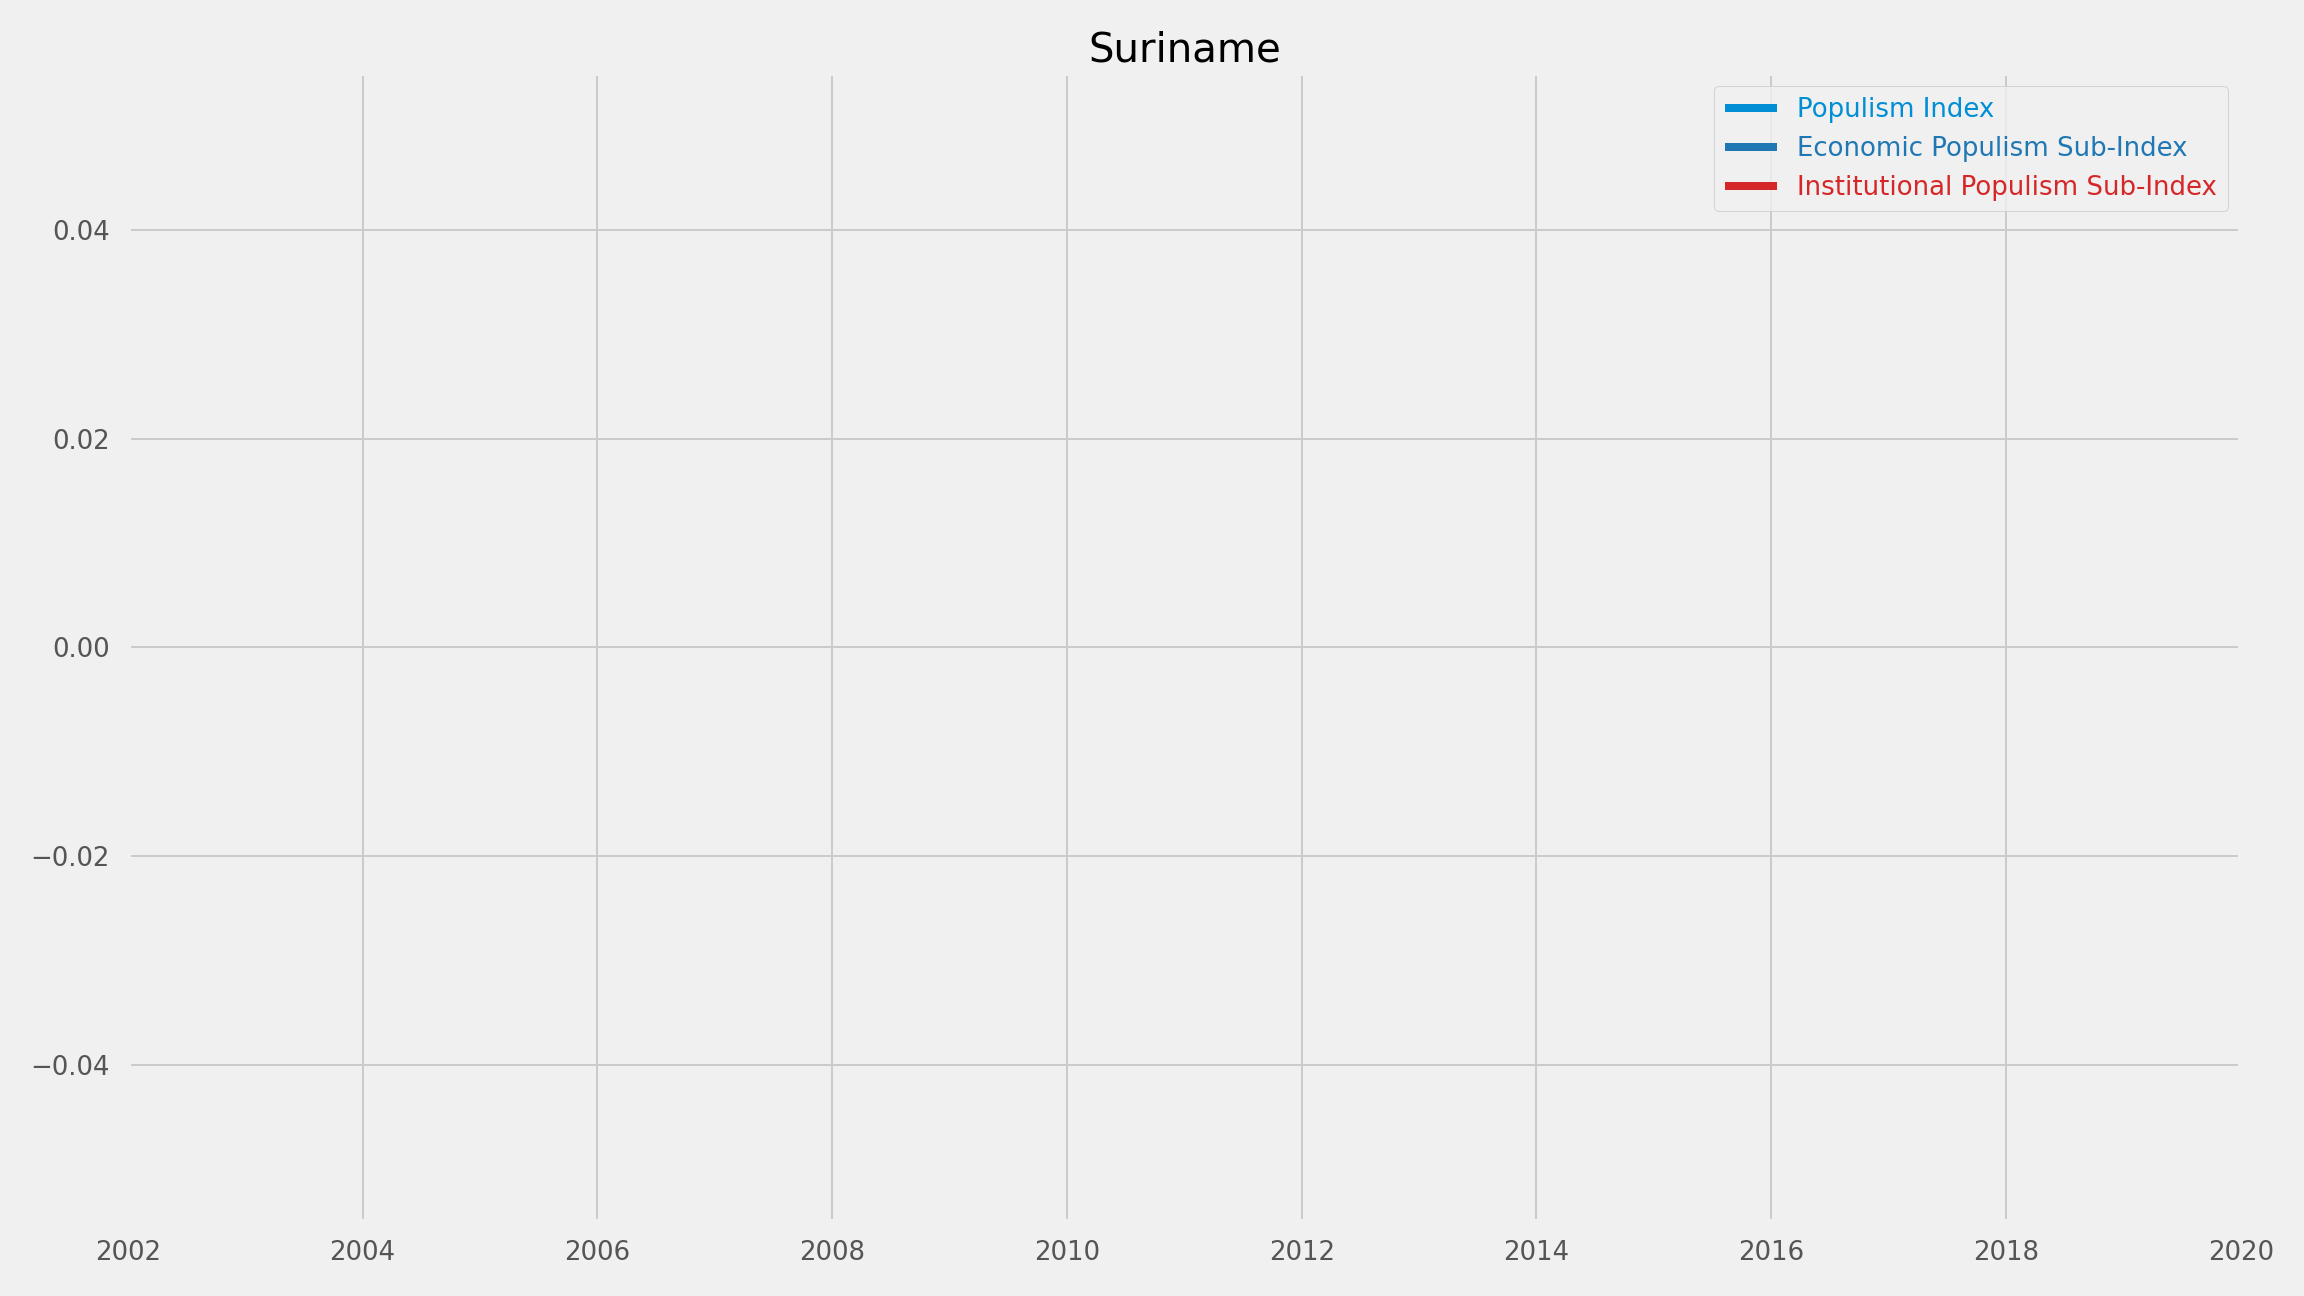 Suriname
Populism Index
Economic Populism Sub-Index
Institutional Populism Sub-Index
0.04
0.02
0.00
−0.02
−0.04
2002 2004 2006 2008 2010 2012 2014 2016 2018 2020